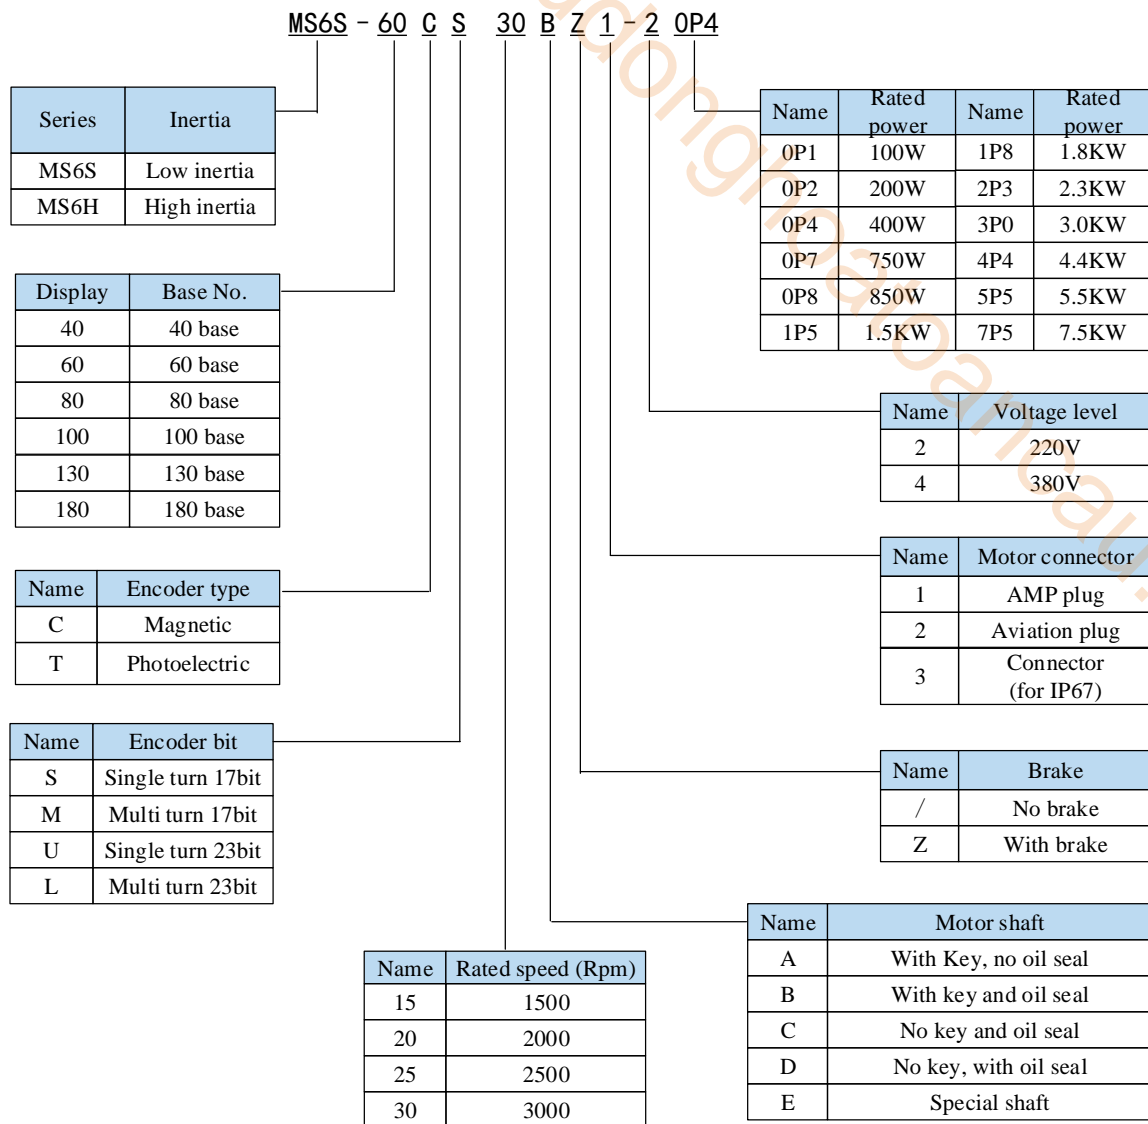 MS6S - 60 C S 30 B Z 1 - 2 0P4
Series Inertia
MS6S Low inertia
MS6H High inertia
Display Base No.
40 40 base
60 60 base
80 80 base
100 100 base
130 130 base
180 180 base
Name Encoder type
C Magnetic
T Photoelectric
Name Encoder bit
S Single turn 17bit
M Multi turn 17bit
U Single turn 23bit
L Multi turn 23bit
Name Rated speed (Rpm)
15 1500
20 2000
25 2500
30 3000
Name Rated power Name Rated power
0P1 100W 1P8 1.8KW
0P2 200W 2P3 2.3KW
0P4 400W 3P0 3.0KW
0P7 750W 4P4 4.4KW
0P8 850W 5P5 5.5KW
1P5 1.5KW 7P5 7.5KW
Name Voltage level
2 220V
4 380V
Name Motor connector
1 AMP plug
2 Aviation plug
3 Connector
(for IP67)
Name Brake
/ No brake
Z With brake
Name Motor shaft
A With Key, no oil seal
B With key and oil seal
C No key and oil seal
D No key, with oil seal
E Special shaft